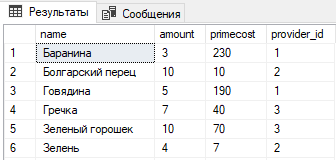 Результаты Сообщения
name amount primecost provider_id
1 Баранина 3 230 1
2 Болгарский перец 10 10 2
3 Говядина 5 190 1
4 Гречка 7 40 3
5 Зеленый горошек 10 70 3
6 Зелень 4 7 2